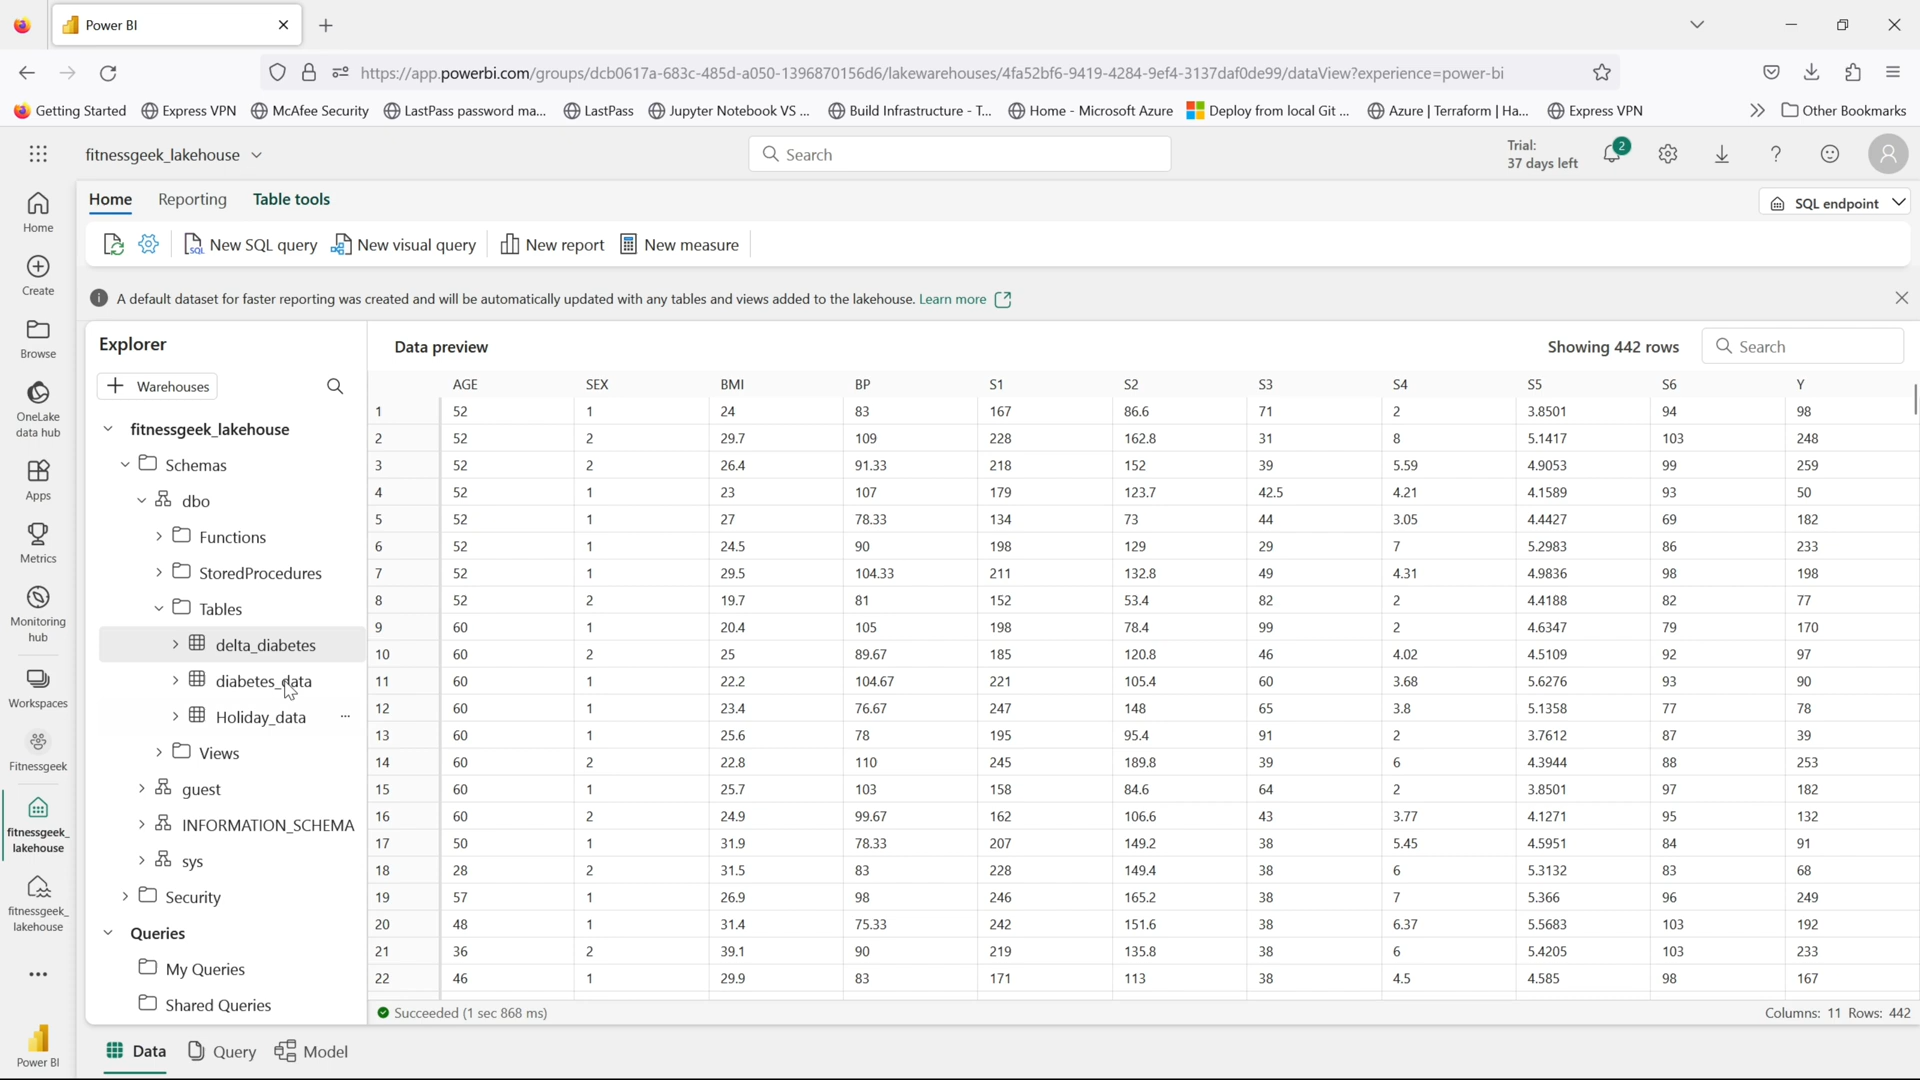 Power BI
https://app.powerbi.com/groups/dcb0617a-683c-485d-a050-1396870156d6/lakewarehouses/4fa52bf6-9419-4284-9ef4-3137daf0de99/dataView?experience=power-bi
Getting Started Express VPN McAfee Security LastPass password ma... LastPass Jupyter Notebook VS ... Build Infrastructure - T... Home - Microsoft Azure Deploy from local Git ... Azure | Terraform | Ha... Express VPN Other Bookmarks
fitnessgeek_lakehouse Search Trial: 37 days left 2
Home Reporting Table tools SQL endpoint
New SQL query New visual query New report New measure
A default dataset for faster reporting was created and will be automatically updated with any tables and views added to the lakehouse. Learn more
Home
Create
Browse
OneLake
data hub
Apps
Metrics
Monitoring
hub
Workspaces
Fitnessgeek
fitnessgeek_
lakehouse
fitnessgeek_
lakehouse
Power BI
Explorer
Warehouses
fitnessgeek_lakehouse
Schemas
dbo
Functions
StoredProcedures
Tables
delta_diabetes
diabetes_data
Holiday_data
Views
guest
INFORMATION_SCHEMA
sys
Security
Queries
My Queries
Shared Queries
Data preview Showing 442 rows Search
AGE SEX BMI BP S1 S2 S3 S4 S5 S6 Y
1 52 1 24 83 167 86.6 71 2 3.8501 94 98
2 52 2 29.7 109 228 162.8 31 8 5.1417 103 248
3 52 2 26.4 91.33 218 152 39 5.59 4.9053 99 259
4 52 1 23 107 179 123.7 42.5 4.21 4.1589 93 50
5 52 1 27 78.33 134 73 44 3.05 4.4427 69 182
6 52 1 24.5 90 198 129 29 7 5.2983 86 233
7 52 1 29.5 104.33 211 132.8 49 4.31 4.9836 98 198
8 52 2 19.7 81 152 53.4 82 2 4.4188 82 77
9 60 1 20.4 105 198 78.4 99 2 4.6347 79 170
10 60 2 25 89.67 185 120.8 46 4.02 4.5109 92 97
11 60 1 22.2 104.67 221 105.4 60 3.68 5.6276 93 90
12 60 1 23.4 76.67 247 148 65 3.8 5.1358 77 78
13 60 1 25.6 78 195 95.4 91 2 3.7612 87 39
14 60 2 22.8 110 245 189.8 39 6 4.3944 88 253
15 60 1 25.7 103 158 84.6 64 2 3.8501 97 182
16 60 2 24.9 99.67 162 106.6 43 3.77 4.1271 95 132
17 50 1 31.9 78.33 207 149.2 38 5.45 4.5951 84 91
18 28 2 31.5 83 228 149.4 38 6 5.3132 83 68
19 57 1 26.9 98 246 165.2 38 7 5.366 96 249
20 48 1 31.4 75.33 242 151.6 38 6.37 5.5683 103 192
21 36 2 39.1 90 219 135.8 38 6 5.4205 103 233
22 46 1 29.9 83 171 113 38 4.5 4.585 98 167
Succeeded (1 sec 868 ms) Columns: 11 Rows: 442
Data Query Model